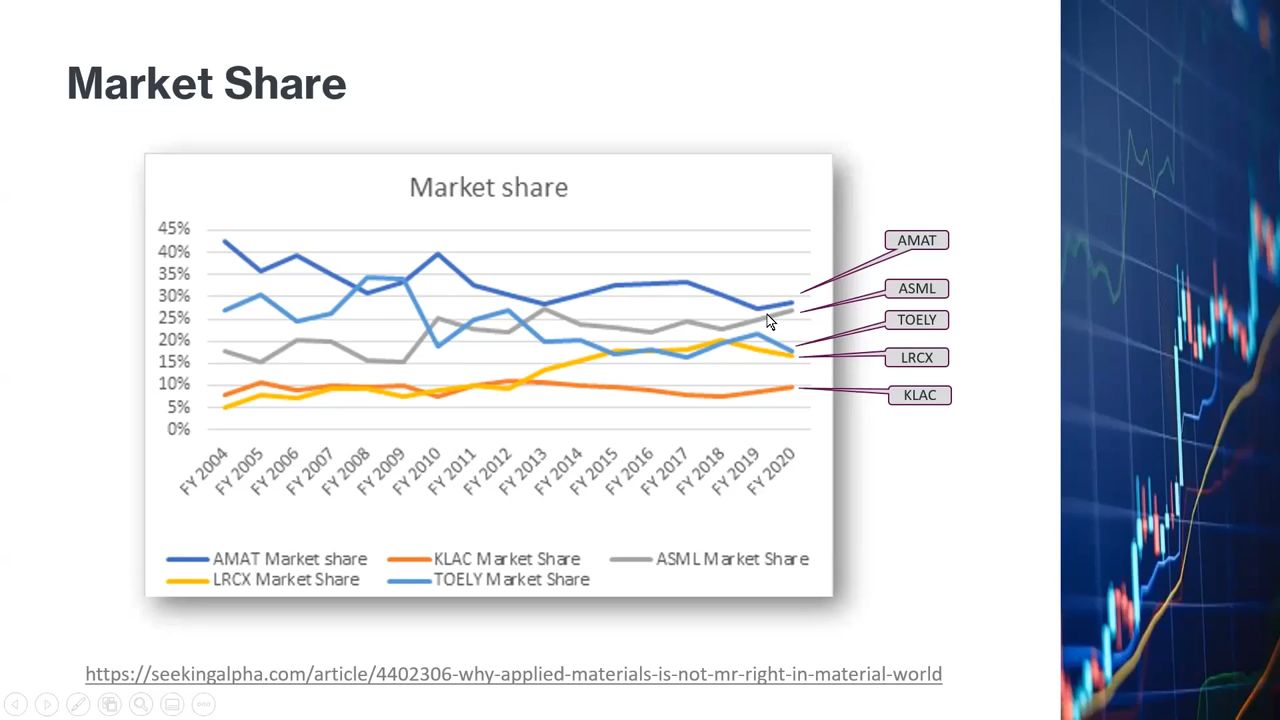 Market Share
Market share
45%
40%
35%
30%
25%
20%
15%
10%
5%
0%
FY 2004
FY 2005
FY 2006
FY 2007
FY 2008
FY 2009
FY 2010
FY 2011
FY 2012
FY 2013
FY 2014
FY 2015
FY 2016
FY 2017
FY 2018
FY 2019
FY 2020
AMAT
ASML
TOELY
LRCX
KLAC
AMAT Market share
KLAC Market Share
ASML Market Share
LRCX Market Share
TOELY Market Share
https://seekingalpha.com/article/4402306-why-applied-materials-is-not-mr-right-in-material-world